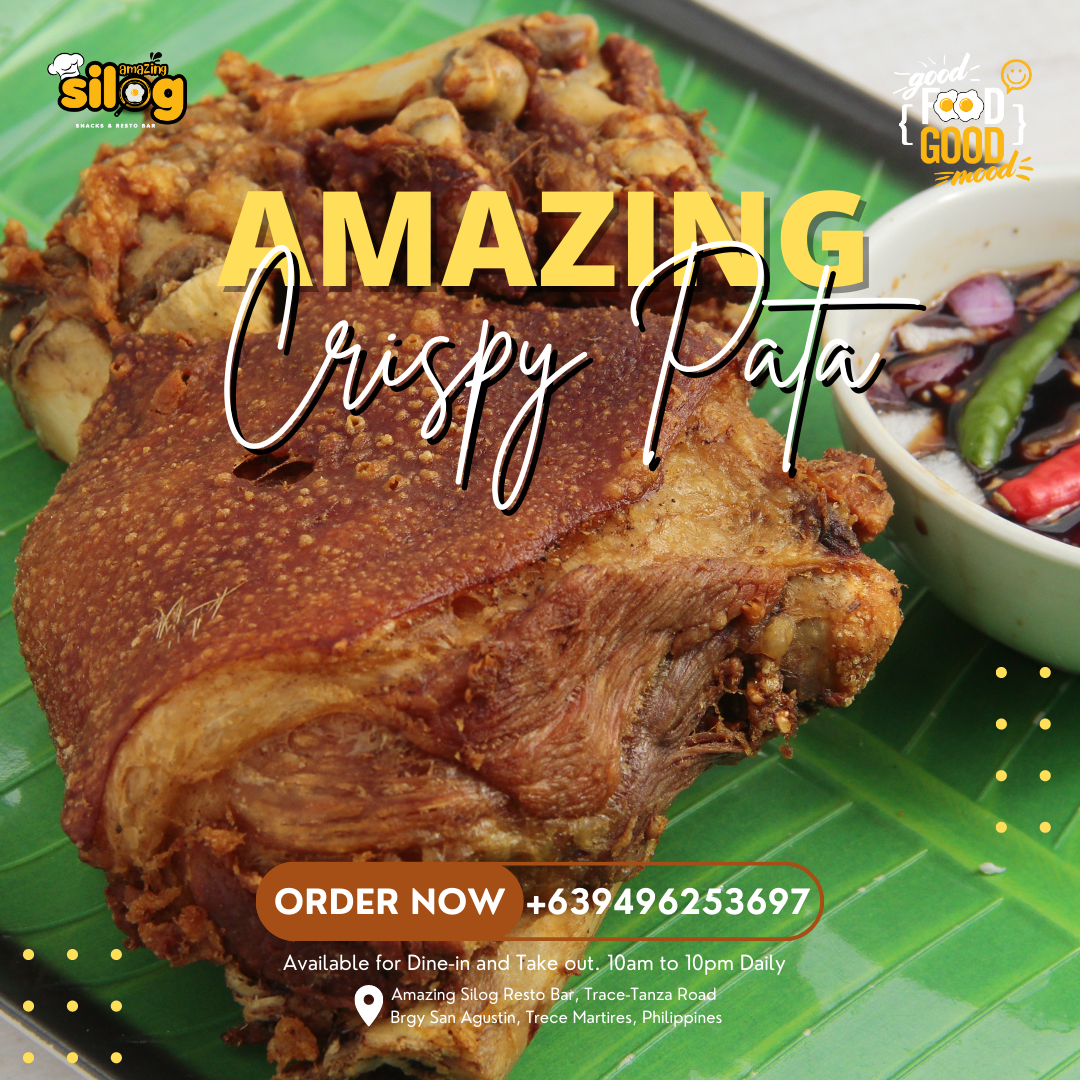 amazing
silog
SNACKS & RESTO BAR
good
{ FOOD }
GOOD
mood
AMAZING
Crispy Pata
ORDER NOW +639496253697
Available for Dine-in and Take out. 10am to 10pm Daily
Amazing Silog Resto Bar, Trace-Tanza Road
Brgy San Agustin, Trece Martires, Philippines